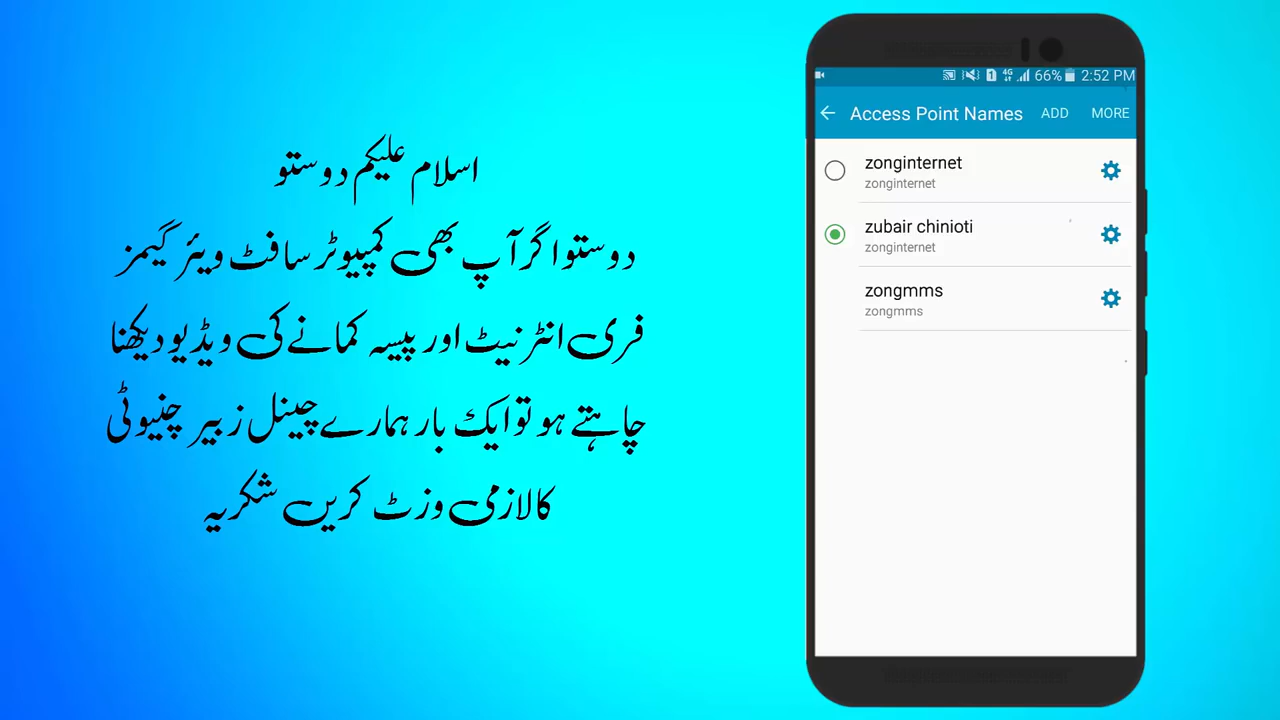 اسلام علیکم دوستو
دوستو اگر آپ بھی کمپیوٹر سافٹ ویئر گیمز
فری انٹرنیٹ اور پیسہ کمانے کی ویڈیو دیکھنا
چاہتے ہو تو ایک بار ہمارے چینل زبیر چنیوٹی
کا لازمی وزٹ کریں شکریہ
1 4G 66% 2:52 PM
Access Point Names ADD MORE
zonginternet
zonginternet
zubair chinioti
zonginternet
zongmms
zongmms